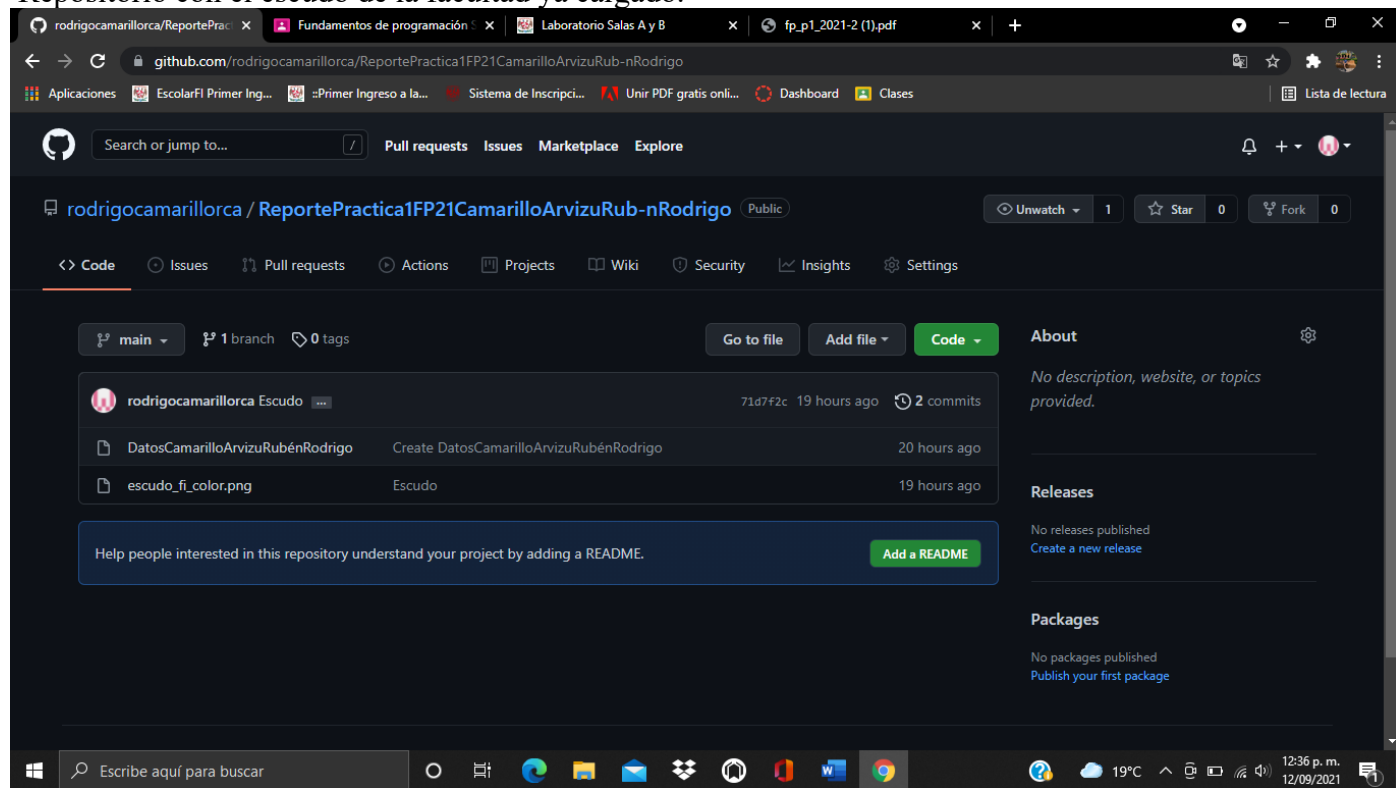 Repositorio con el escudo de la facultad ya cargado.
rodrigocamarillorca/ReportePract
Fundamentos de programación S
Laboratorio Salas A y B
fp_p1_2021-2 (1).pdf
github.com/rodrigocamarillorca/ReportePractica1FP21CamarilloArvizuRub-nRodrigo
Aplicaciones EscolarFI Primer Ing... ::Primer Ingreso a la... Sistema de Inscripci... Unir PDF gratis onli... Dashboard Clases Lista de lectura
Search or jump to... / Pull requests Issues Marketplace Explore
rodrigocamarillorca / ReportePractica1FP21CamarilloArvizuRub-nRodrigo Public Unwatch 1 Star 0 Fork 0
<> Code Issues Pull requests Actions Projects Wiki Security Insights Settings
main 1 branch 0 tags Go to file Add file Code
rodrigocamarillorca Escudo ... 71d7f2c 19 hours ago 2 commits
DatosCamarilloArvizuRubénRodrigo Create DatosCamarilloArvizuRubénRodrigo 20 hours ago
escudo_fi_color.png Escudo 19 hours ago
Help people interested in this repository understand your project by adding a README. Add a README
About
No description, website, or topics
provided.
Releases
No releases published
Create a new release
Packages
No packages published
Publish your first package
Escribe aquí para buscar
19°C
12:36 p. m.
12/09/2021
1